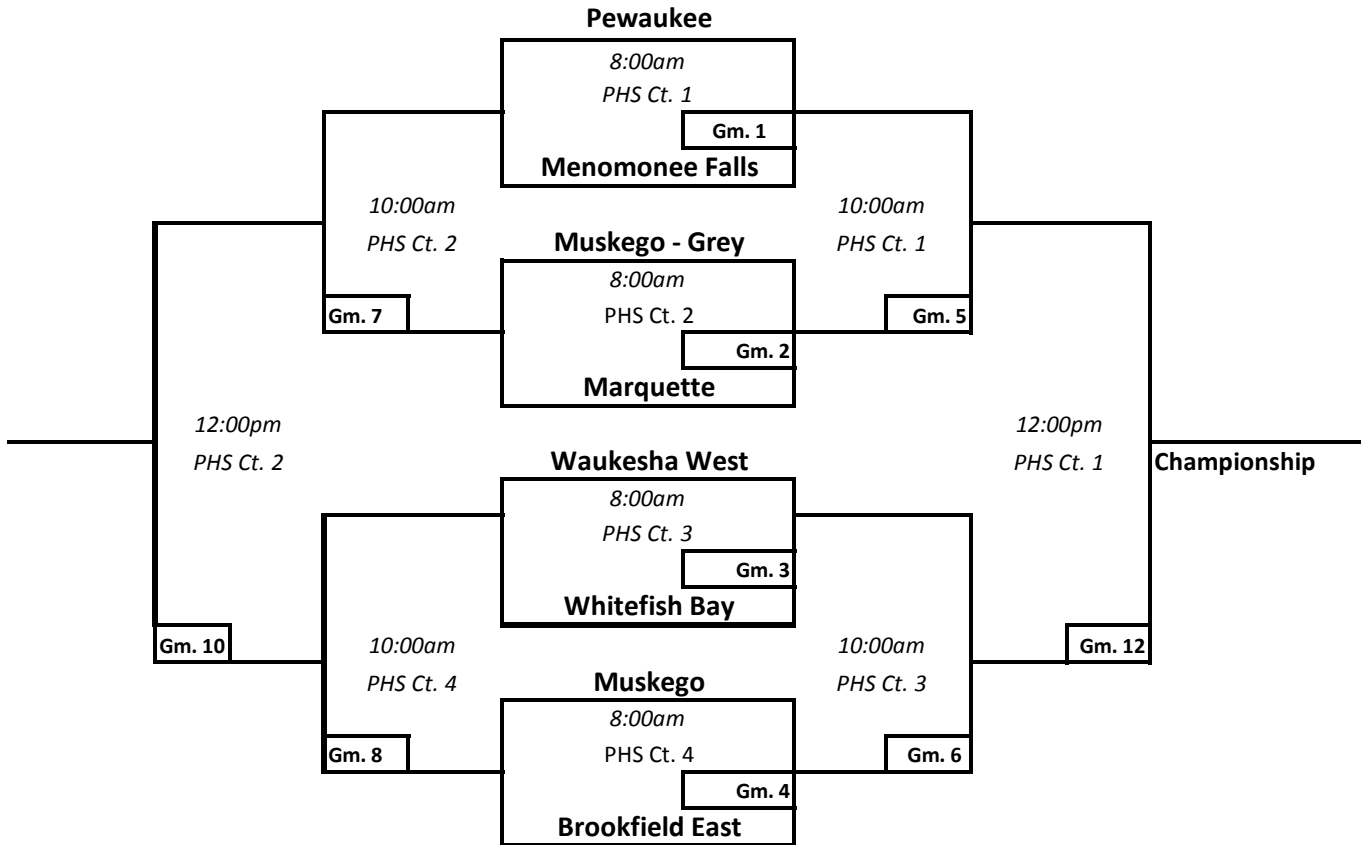 Pewaukee
8:00am
PHS Ct. 1
Gm. 1
Menomonee Falls
10:00am
PHS Ct. 2
10:00am
PHS Ct. 1
Muskego - Grey
8:00am
PHS Ct. 2
Gm. 7
Gm. 5
Gm. 2
Marquette
12:00pm
PHS Ct. 2
12:00pm
PHS Ct. 1
Championship
Waukesha West
8:00am
PHS Ct. 3
Gm. 3
Whitefish Bay
Gm. 10
10:00am
PHS Ct. 4
10:00am
PHS Ct. 3
Gm. 12
Muskego
8:00am
PHS Ct. 4
Gm. 8
Gm. 6
Gm. 4
Brookfield East